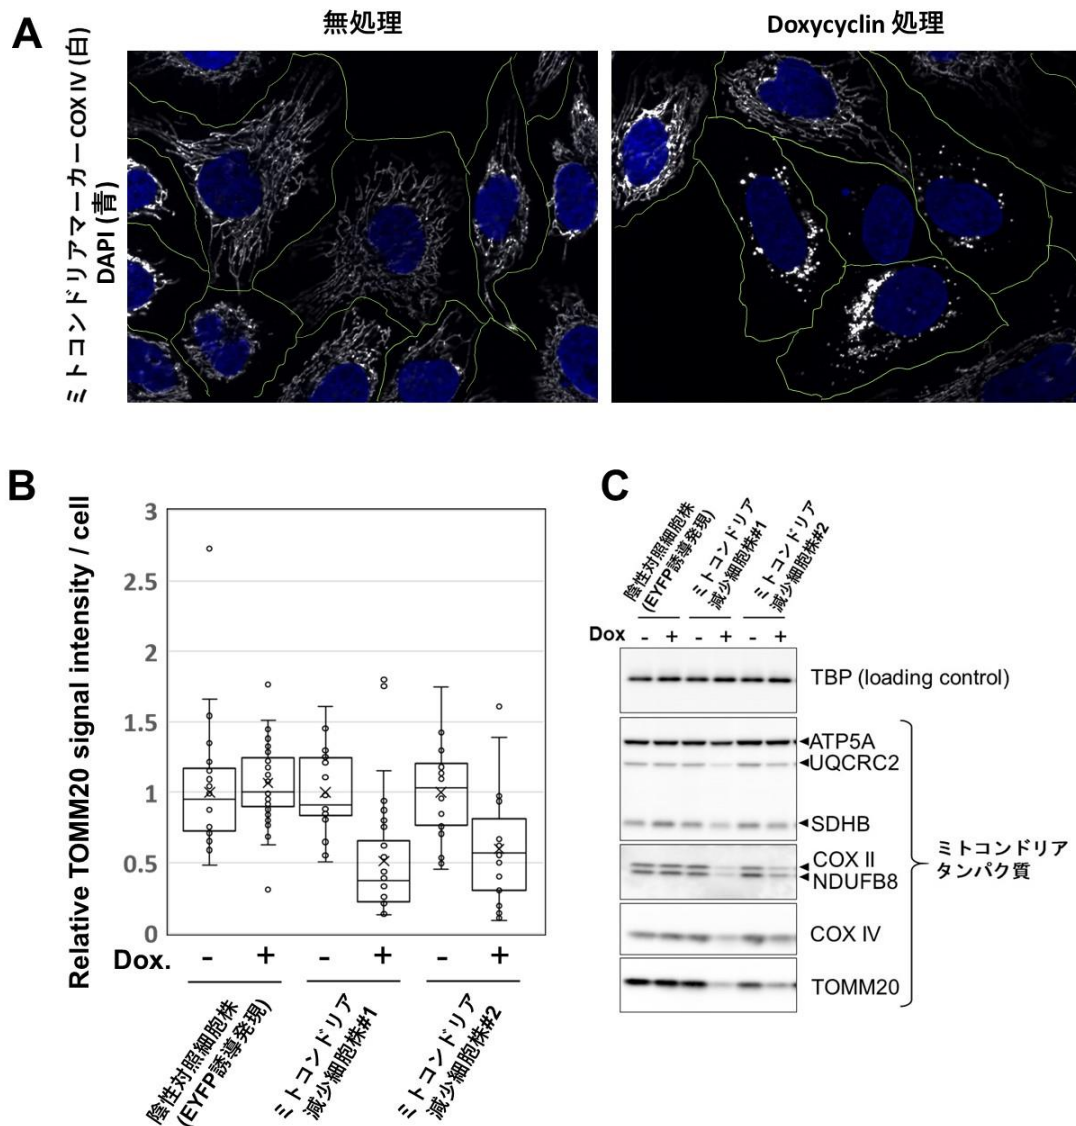 A
無処理
Doxycyclin 処理
ミトコンドリアマーカーCOX IV (白)
DAPI (青)
B
Relative TOMM20 signal intensity / cell
3
2.5
2
1.5
1
0.5
0
Dox. - + - + - +
陰性対照細胞株
(EYFP誘導発現)
ミトコンドリア
減少細胞株#1
ミトコンドリア
減少細胞株#2
C
陰性対照細胞株
(EYFP誘導発現)
ミトコンドリア
減少細胞株#1
ミトコンドリア
減少細胞株#2
Dox - + - + - +
TBP (loading control)
ATP5A
UQCRC2
SDHB
COX II
NDUFB8
COX IV
TOMM20
ミトコンドリア
タンパク質